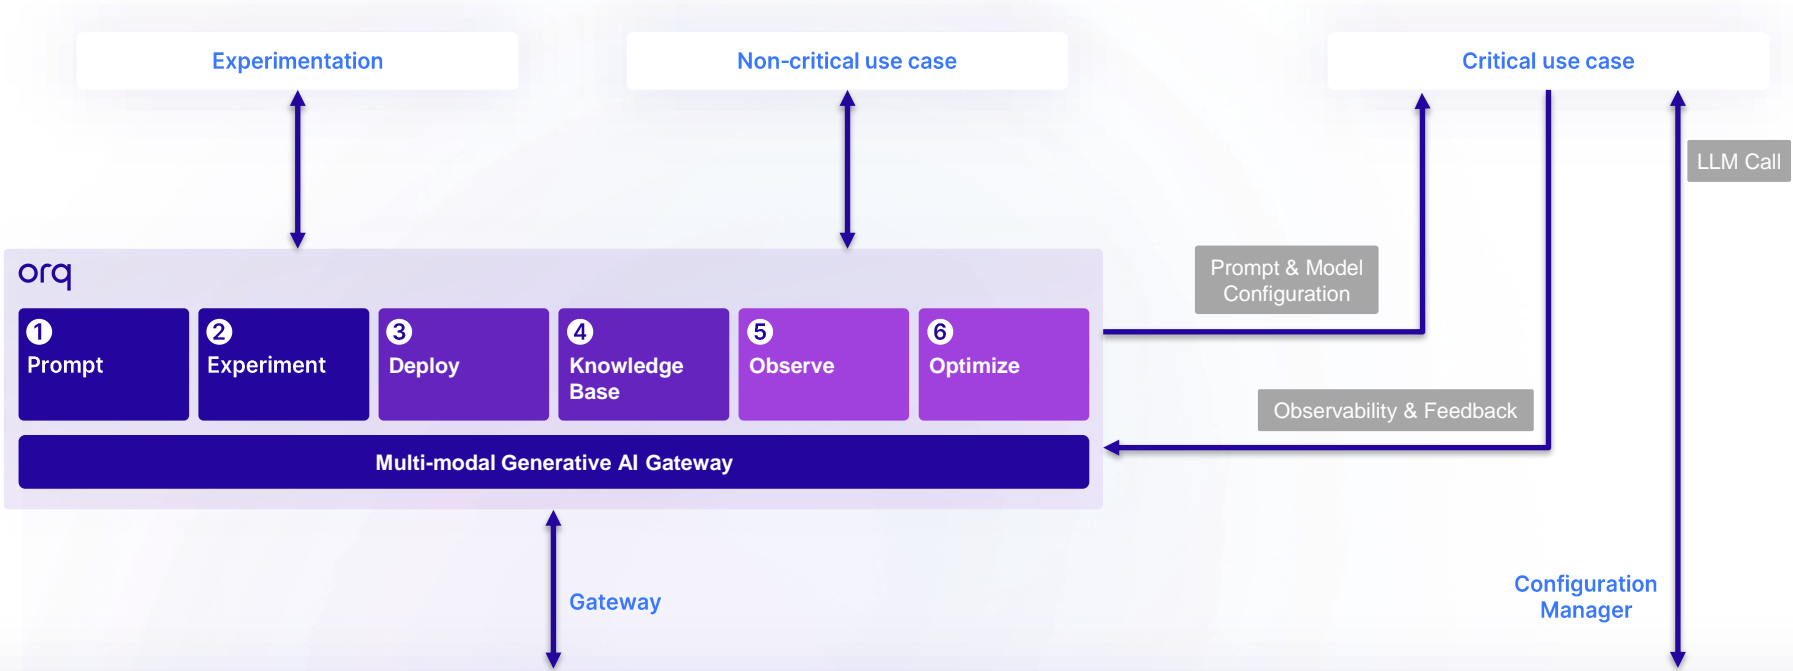 Experimentation
Non-critical use case
Critical use case
LLM Call
orq
Prompt & Model
Configuration
1
Prompt
2
Experiment
3
Deploy
4
Knowledge
Base
5
Observe
6
Optimize
Observability & Feedback
Multi-modal Generative AI Gateway
Gateway
Configuration
Manager